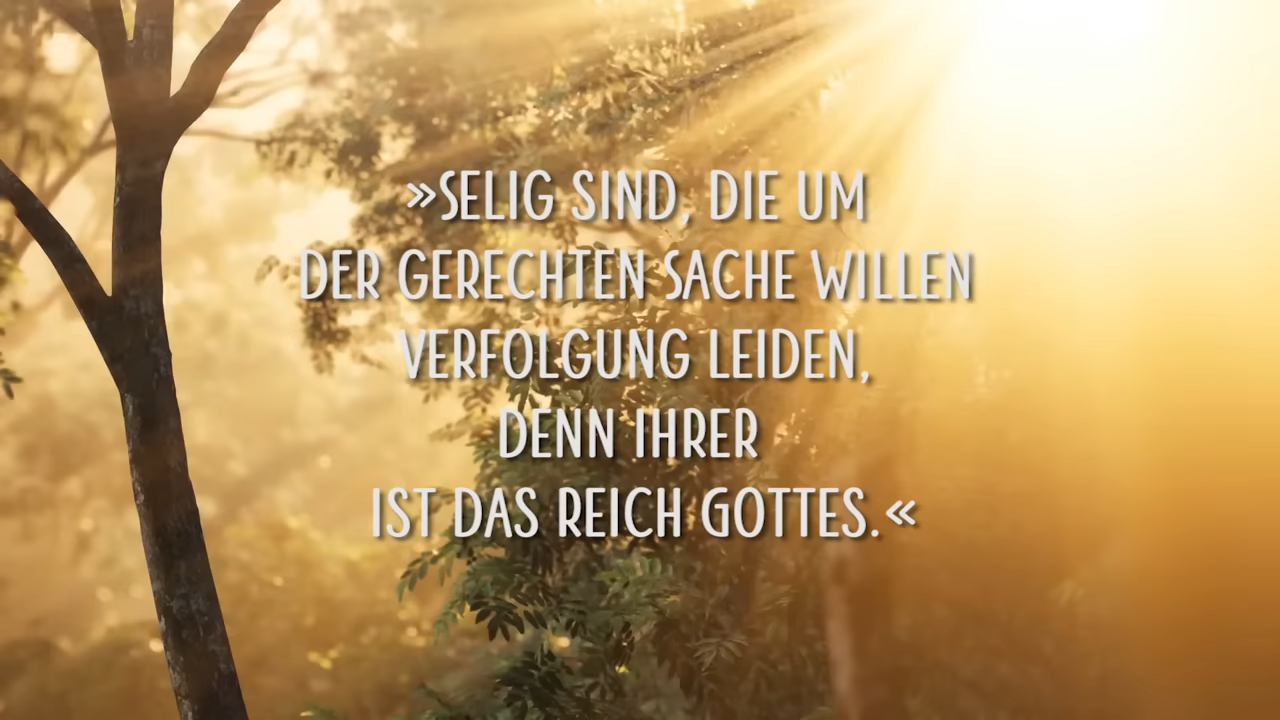 »SELIG SIND, DIE UM
DER GERECHTEN SACHE WILLEN
VERFOLGUNG LEIDEN,
DENN IHRER
IST DAS REICH GOTTES.«